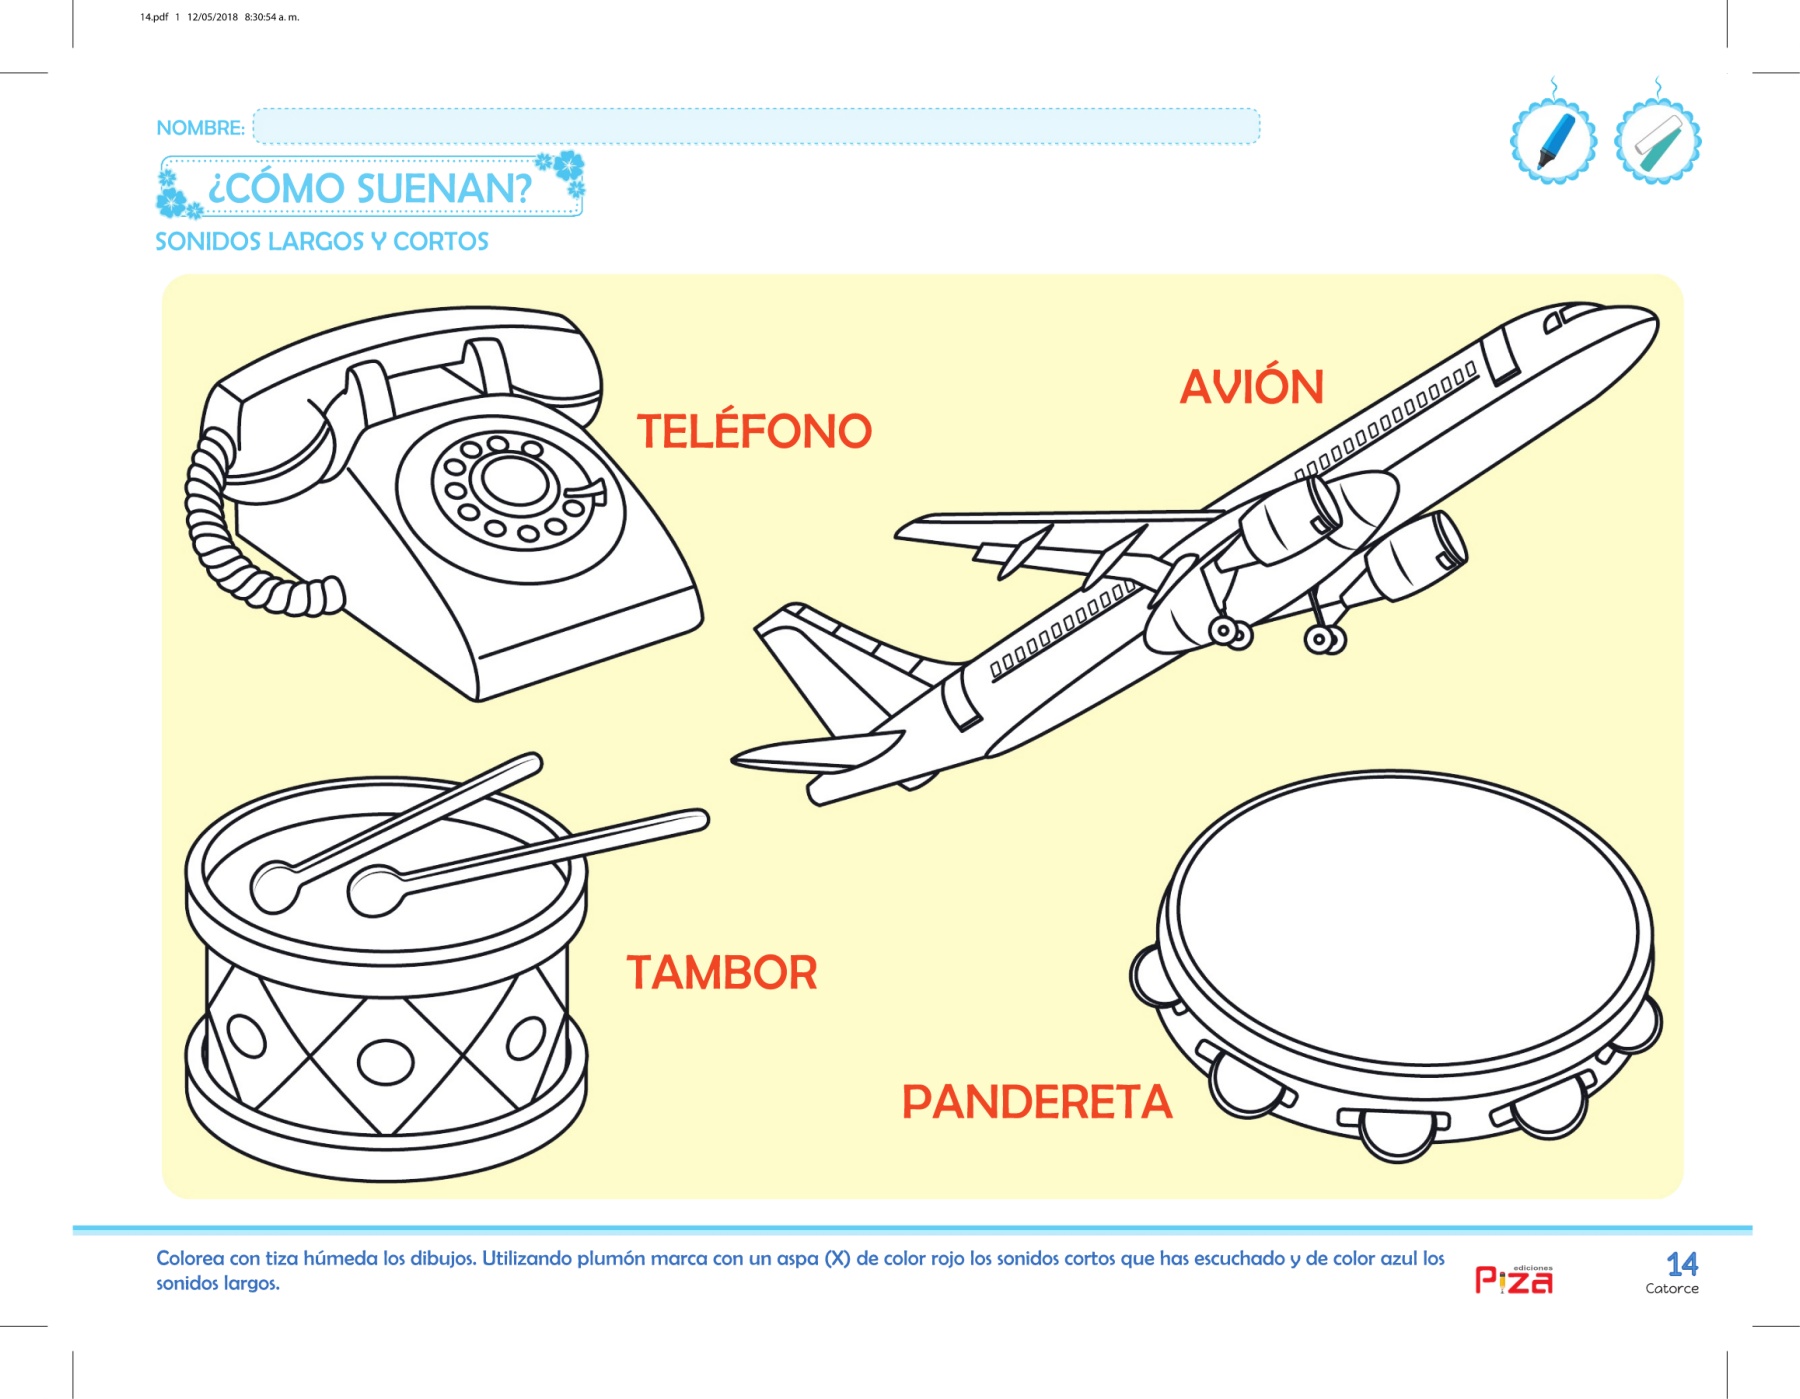 14.pdf 1 12/05/2018 8:30:54 a. m.
NOMBRE:
¿CÓMO SUENAN?
SONIDOS LARGOS Y CORTOS
TELÉFONO
AVIÓN
TAMBOR
PANDERETA
Colorea con tiza húmeda los dibujos. Utilizando plumón marca con un aspa (X) de color rojo los sonidos cortos que has escuchado y de color azul los
sonidos largos.
ediciones
Piza
14
Catorce